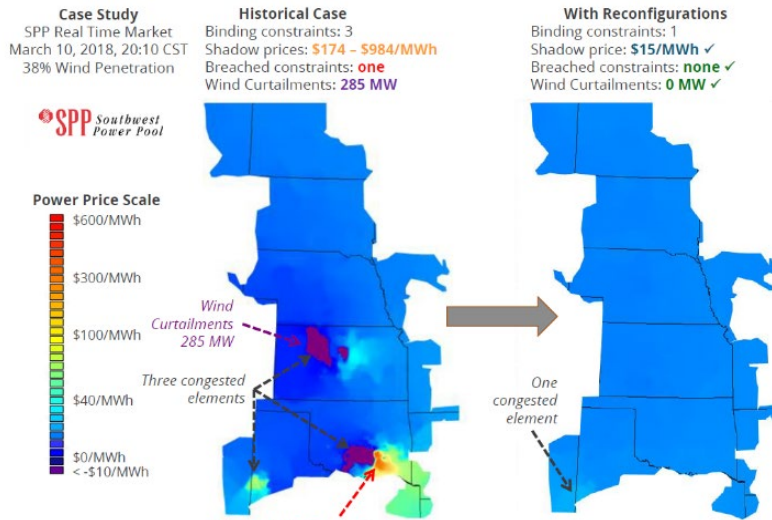 Case Study
SPP Real Time Market
March 10, 2018, 20:10 CST
38% Wind Penetration
SPP Southwest
Power Pool
Historical Case
Binding constraints: 3
Shadow prices: $174 – $984/MWh
Breached constraints: one
Wind Curtailments: 285 MW
With Reconfigurations
Binding constraints: 1
Shadow price: $15/MWh ✓
Breached constraints: none ✓
Wind Curtailments: 0 MW ✓
Power Price Scale
$600/MWh
$300/MWh
$100/MWh
$40/MWh
$0/MWh
< -$10/MWh
Wind
Curtailments
285 MW
Three congested
elements
One
congested
element